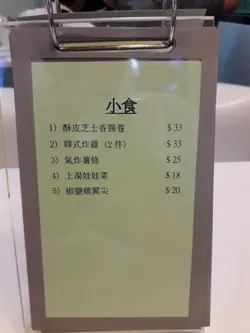 小食
1) 酥皮芝士香腸卷 $33
2) 韓式炸雞 (2 件) $33
3) 氣炸薯條 $25
4) 上湯娃娃菜 $18
5) 椒鹽雞翼尖 $20